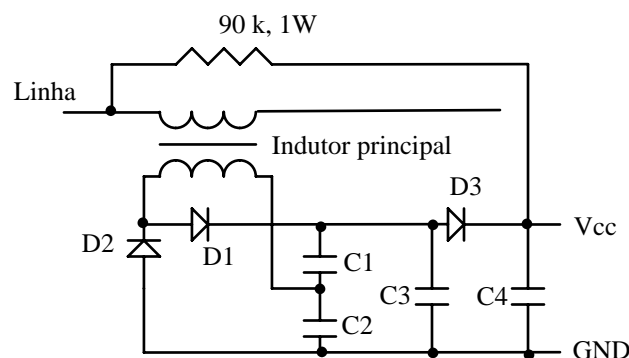 90 k, 1W
Linha
Indutor principal
D3
Vcc
D2
D1
C1
C3
C4
C2
GND